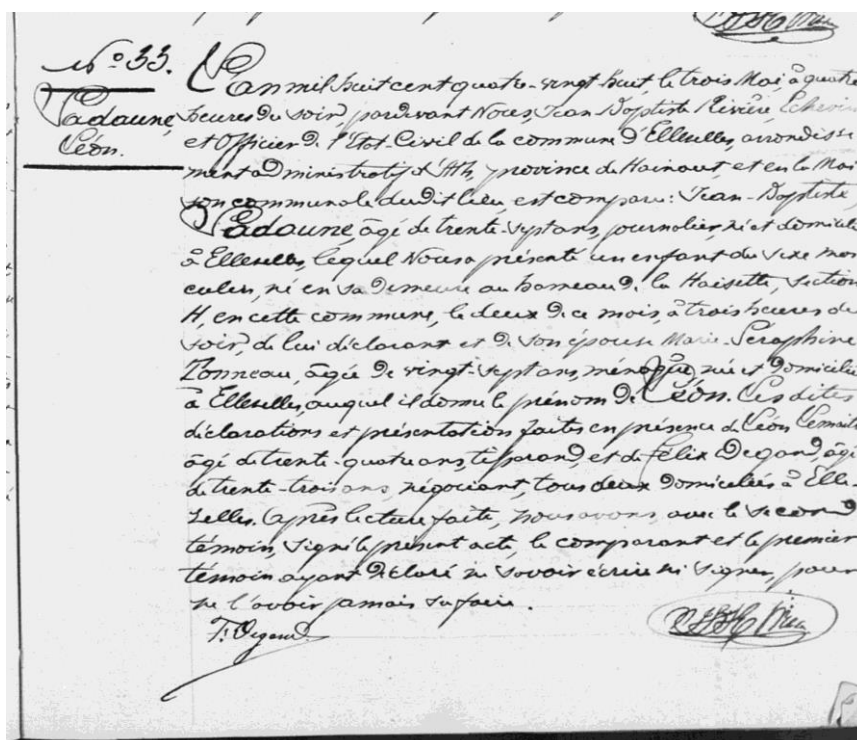 N° 33.
Padaune,
Léon.
L'an mil huit cent quatre-vingt-huit, le trois Mai, à quatre
heures du soir, pardevant Nous, Jean-Baptiste Rivière, Echevin
et Officier de l'Etat-Civil de la commune d'Ellezelles, arrondisse
ment administratif d'Ath, province de Hainaut, et en la Mai
son communale dudit lieu, est comparu: Jean-Baptiste
Padaune, âgé de trente-sept ans, journalier, né et domicilié
à Ellezelles, lequel Nous a présenté un enfant du sexe mas
culin, né en sa demeure au hameau de la Haisette, section
H, en cette commune, le deux de ce mois, à trois heures du
soir, de lui déclarant et de son épouse Marie-Séraphine
Tonneau, âgée de vingt-sept ans, ménagère, née et domiciliée
à Ellezelles, auquel il donne le prénom de Léon. Les dites
déclarations et présentation faites en présence de Léon Lemaitre
âgé de trente-quatre ans, tisserand, et de Félix Degand, âgé
de trente-trois ans, négociant, tous deux domiciliés à Elle-
zelles. Après lecture faite, nous avons, avec le second
témoin, signé le présent acte, le comparant et le premier
témoin ayant déclaré ne savoir écrire ni signer, pour
ne l'avoir jamais su faire.
F. Degand